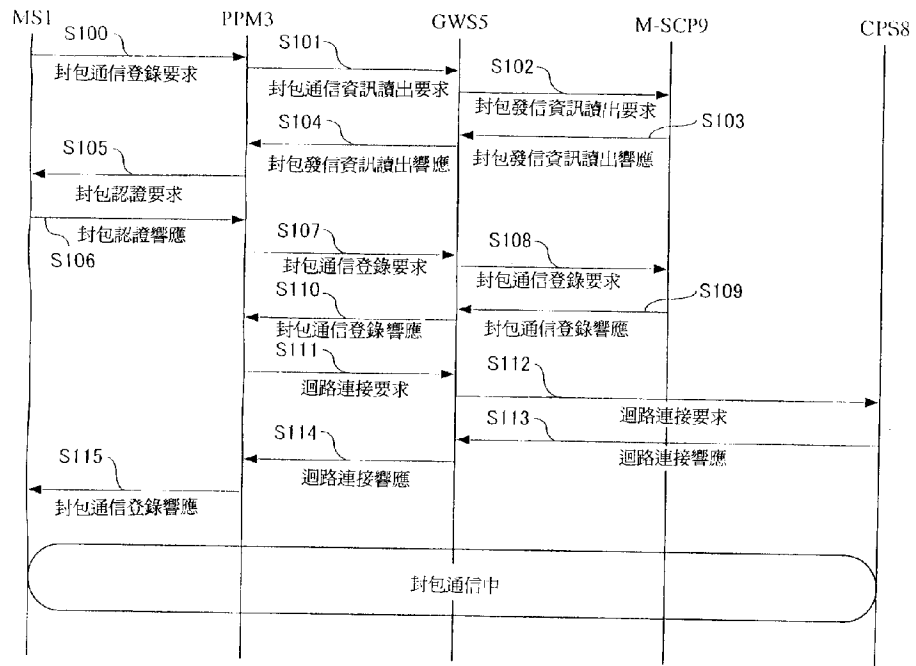 MS1 PPM3 GWS5 M-SCP9 CPS8
S100
封包通信登錄要求
S101
封包通信資訊讀出要求
S102
封包發信資訊讀出要求
S103
封包發信資訊讀出響應
S104
封包發信資訊讀出響應
S105
封包認證要求
封包認證響應
S106
S107
封包通信登錄要求
S108
封包通信登錄要求
S109
封包通信登錄響應
S110
封包通信登錄響應
S111
迴路連接要求
S112
迴路連接要求
S113
迴路連接響應
S114
迴路連接響應
S115
封包通信登錄響應
封包通信中